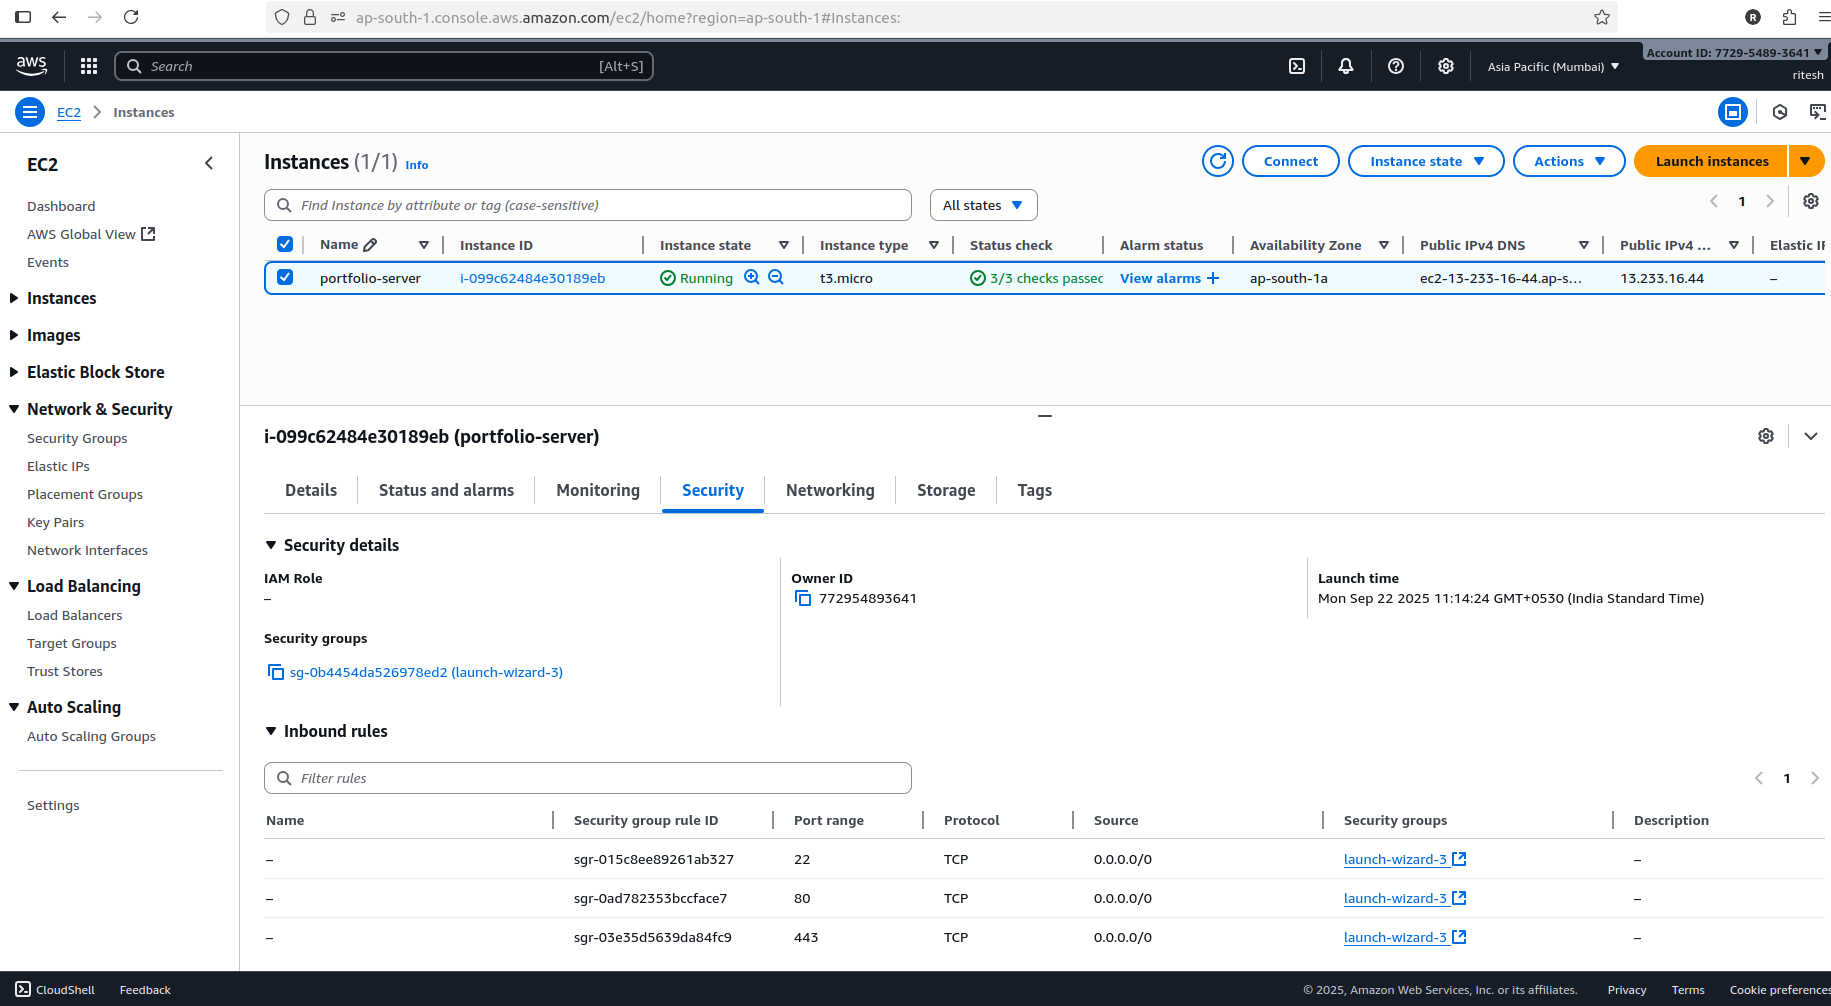 ap-south-1.console.aws.amazon.com/ec2/home?region=ap-south-1#Instances:
R
aws
Search
[Alt+S]
Asia Pacific (Mumbai)
Account ID: 7729-5489-3641
ritesh
EC2
Instances
EC2
Dashboard
AWS Global View
Events
Instances
Images
Elastic Block Store
Network & Security
Security Groups
Elastic IPs
Placement Groups
Key Pairs
Network Interfaces
Load Balancing
Load Balancers
Target Groups
Trust Stores
Auto Scaling
Auto Scaling Groups
Settings
Instances (1/1) Info
Connect
Instance state
Actions
Launch instances
Find Instance by attribute or tag (case-sensitive)
All states
1
Name Instance ID Instance state Instance type Status check Alarm status Availability Zone Public IPv4 DNS Public IPv4 ... Elastic IP
portfolio-server i-099c62484e30189eb Running t3.micro 3/3 checks passec View alarms + ap-south-1a ec2-13-233-16-44.ap-s... 13.233.16.44 –
i-099c62484e30189eb (portfolio-server)
Details Status and alarms Monitoring Security Networking Storage Tags
Security details
IAM Role
–
Owner ID
772954893641
Launch time
Mon Sep 22 2025 11:14:24 GMT+0530 (India Standard Time)
Security groups
sg-0b4454da526978ed2 (launch-wizard-3)
Inbound rules
Filter rules
1
Name Security group rule ID Port range Protocol Source Security groups Description
– sgr-015c8ee89261ab327 22 TCP 0.0.0.0/0 launch-wizard-3 –
– sgr-0ad782353bccface7 80 TCP 0.0.0.0/0 launch-wizard-3 –
– sgr-03e35d5639da84fc9 443 TCP 0.0.0.0/0 launch-wizard-3 –
CloudShell Feedback © 2025, Amazon Web Services, Inc. or its affiliates. Privacy Terms Cookie preferences